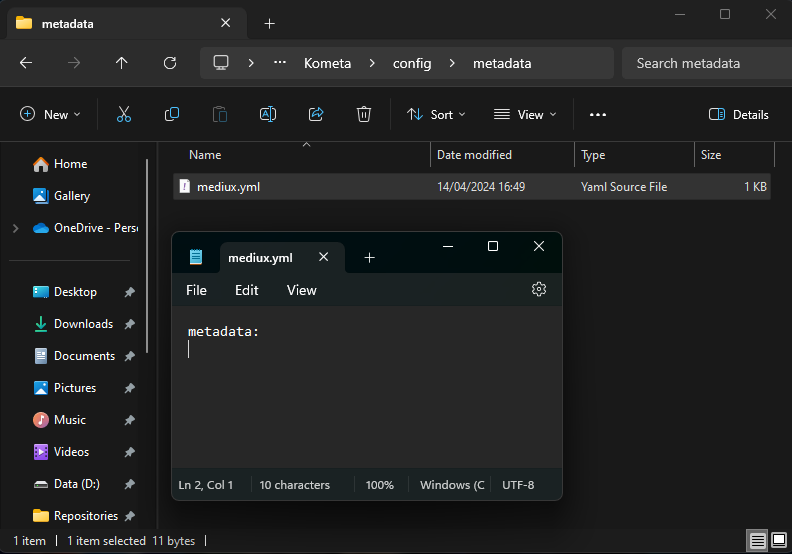 metadata
Kometa
config
metadata
Search metadata
New
Sort
View
Details
Home
Gallery
OneDrive - Perso
Desktop
Downloads
Documents
Pictures
Music
Videos
Data (D:)
Repositories
Name
Date modified
Type
Size
mediux.yml
14/04/2024 16:49
Yaml Source File
1 KB
mediux.yml
File
Edit
View
metadata:
Ln 2, Col 1
10 characters
100%
Windows (C
UTF-8
1 item
1 item selected 11 bytes